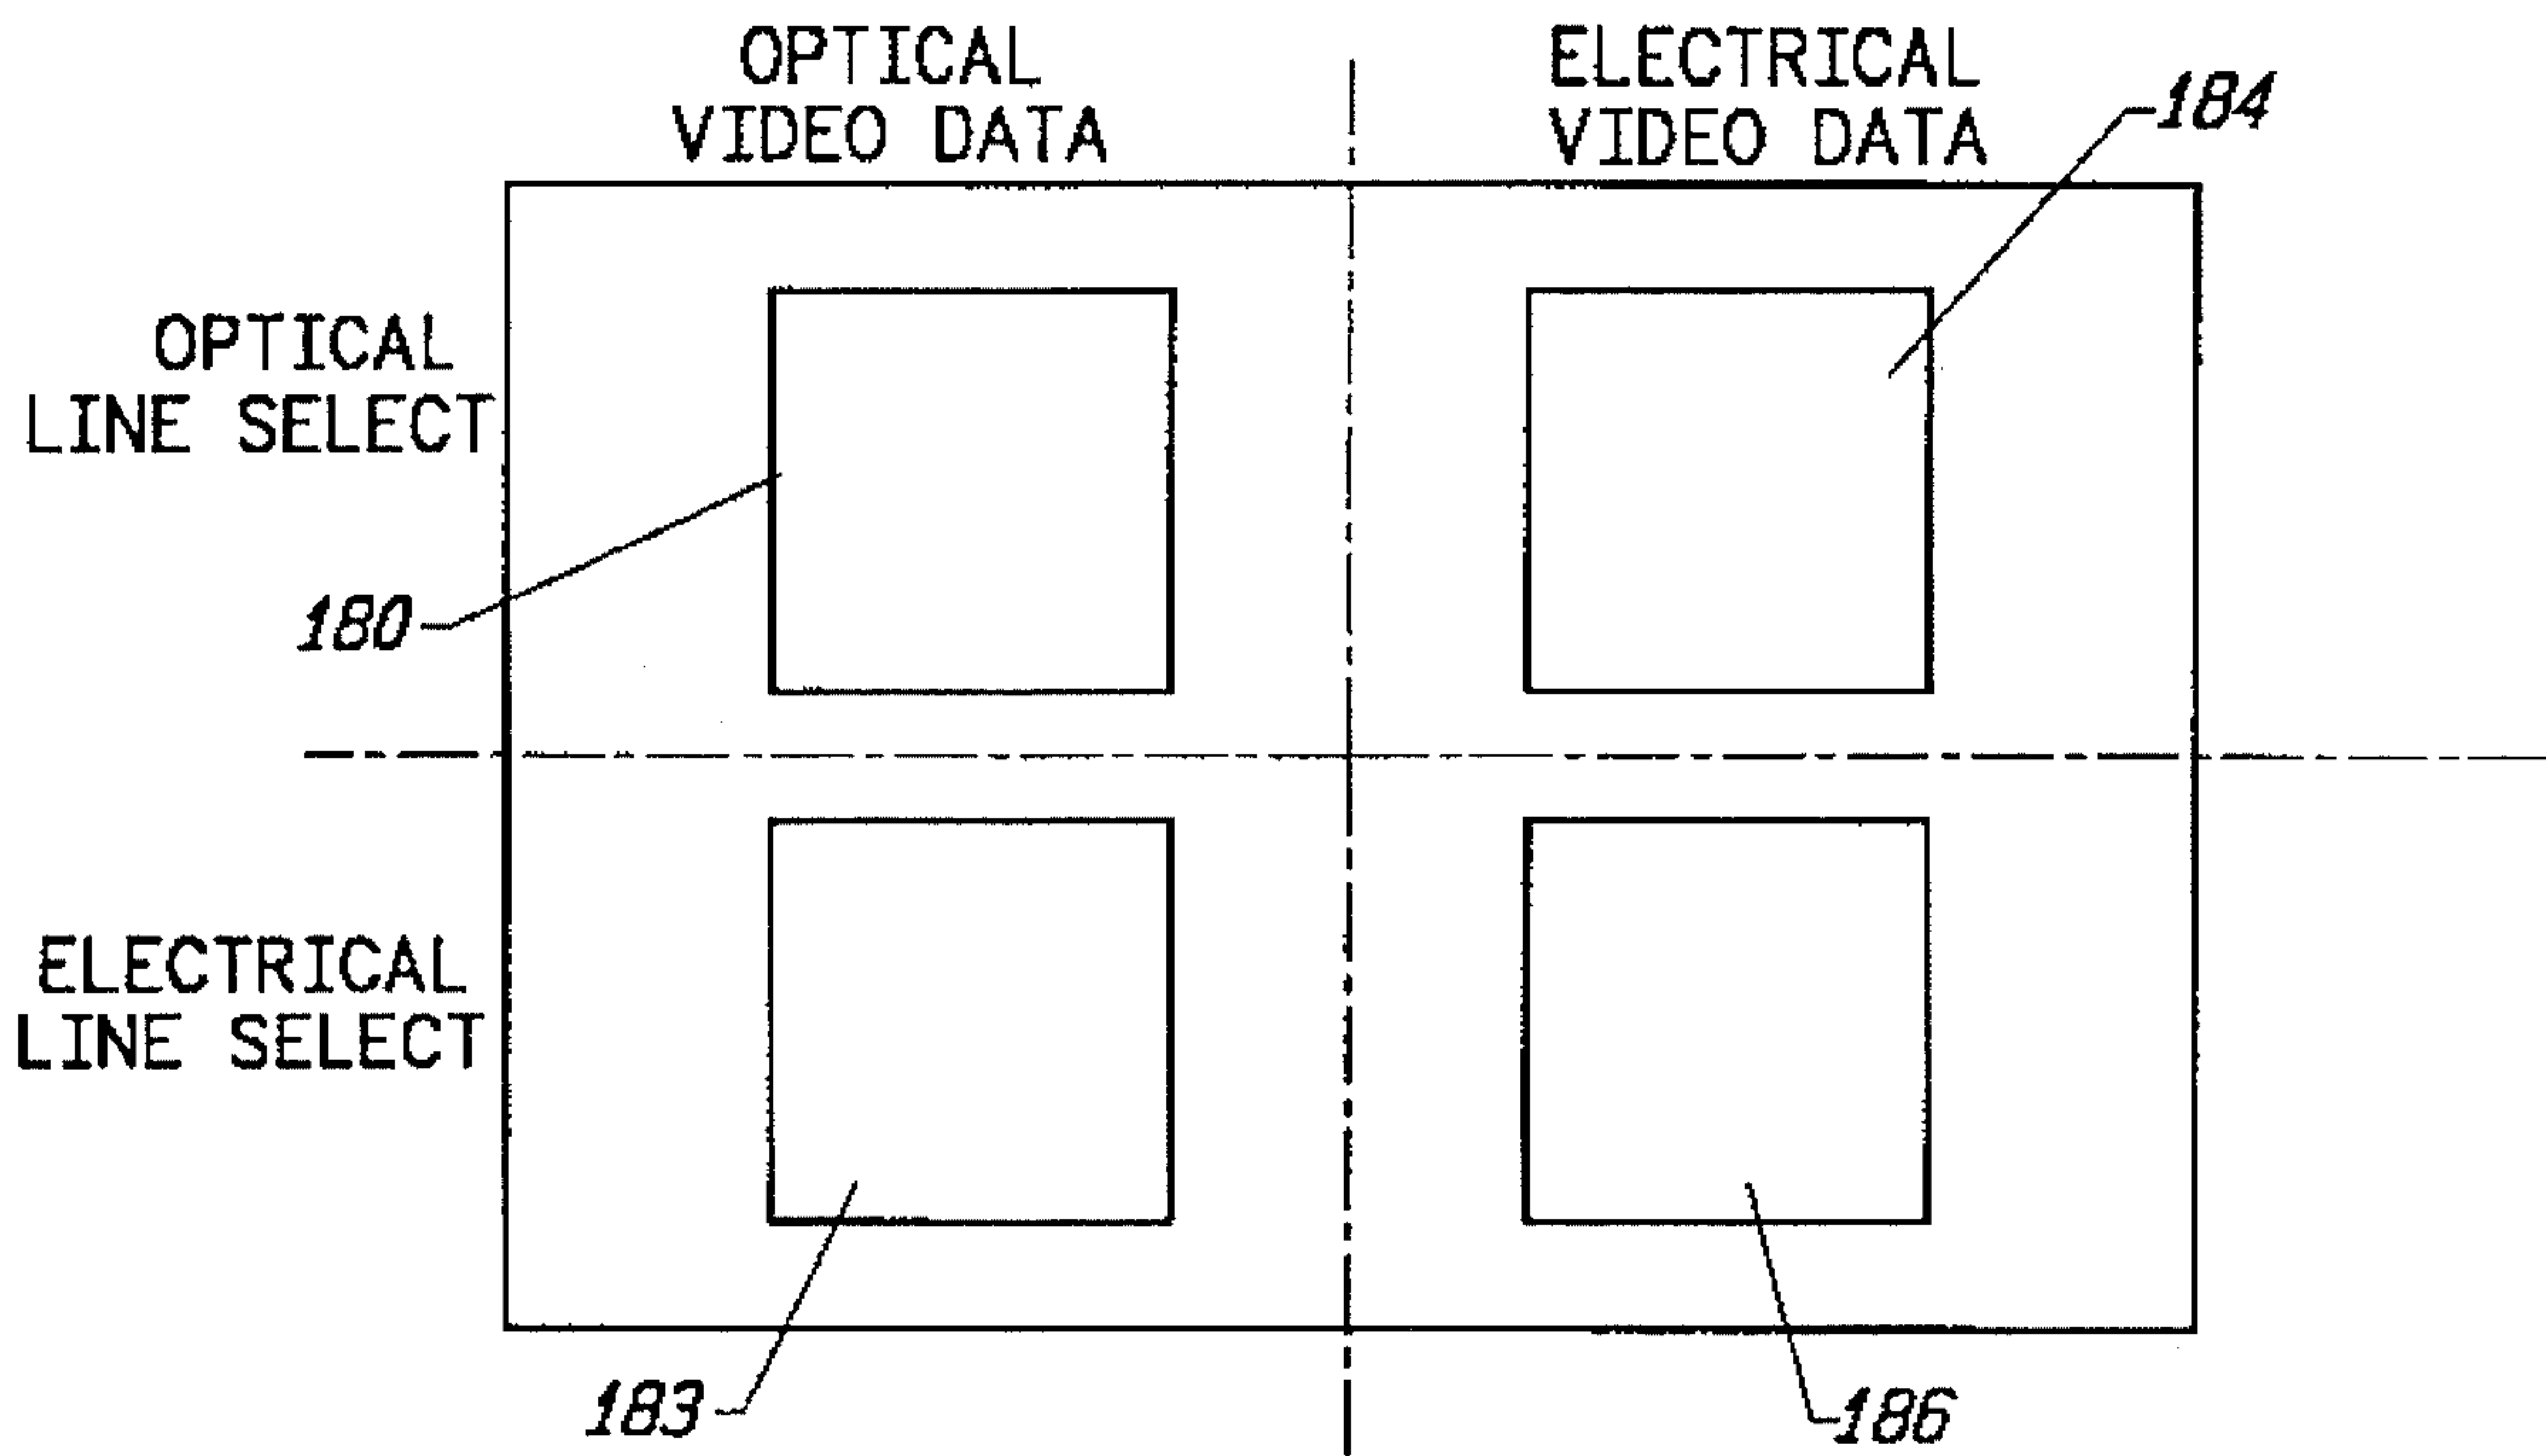 OPTICAL
VIDEO DATA
ELECTRICAL
VIDEO DATA
184
OPTICAL
LINE SELECT
180
ELECTRICAL
LINE SELECT
183
186